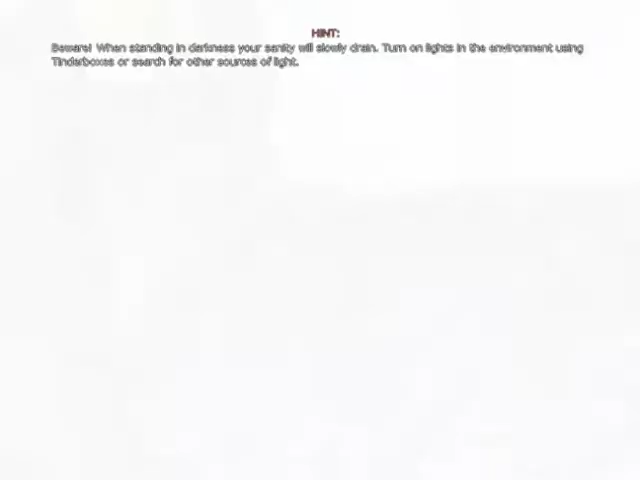 HINT:
Beware! When standing in darkness your sanity will slowly drain. Turn on lights in the environment using
Tinderboxes or search for other sources of light.